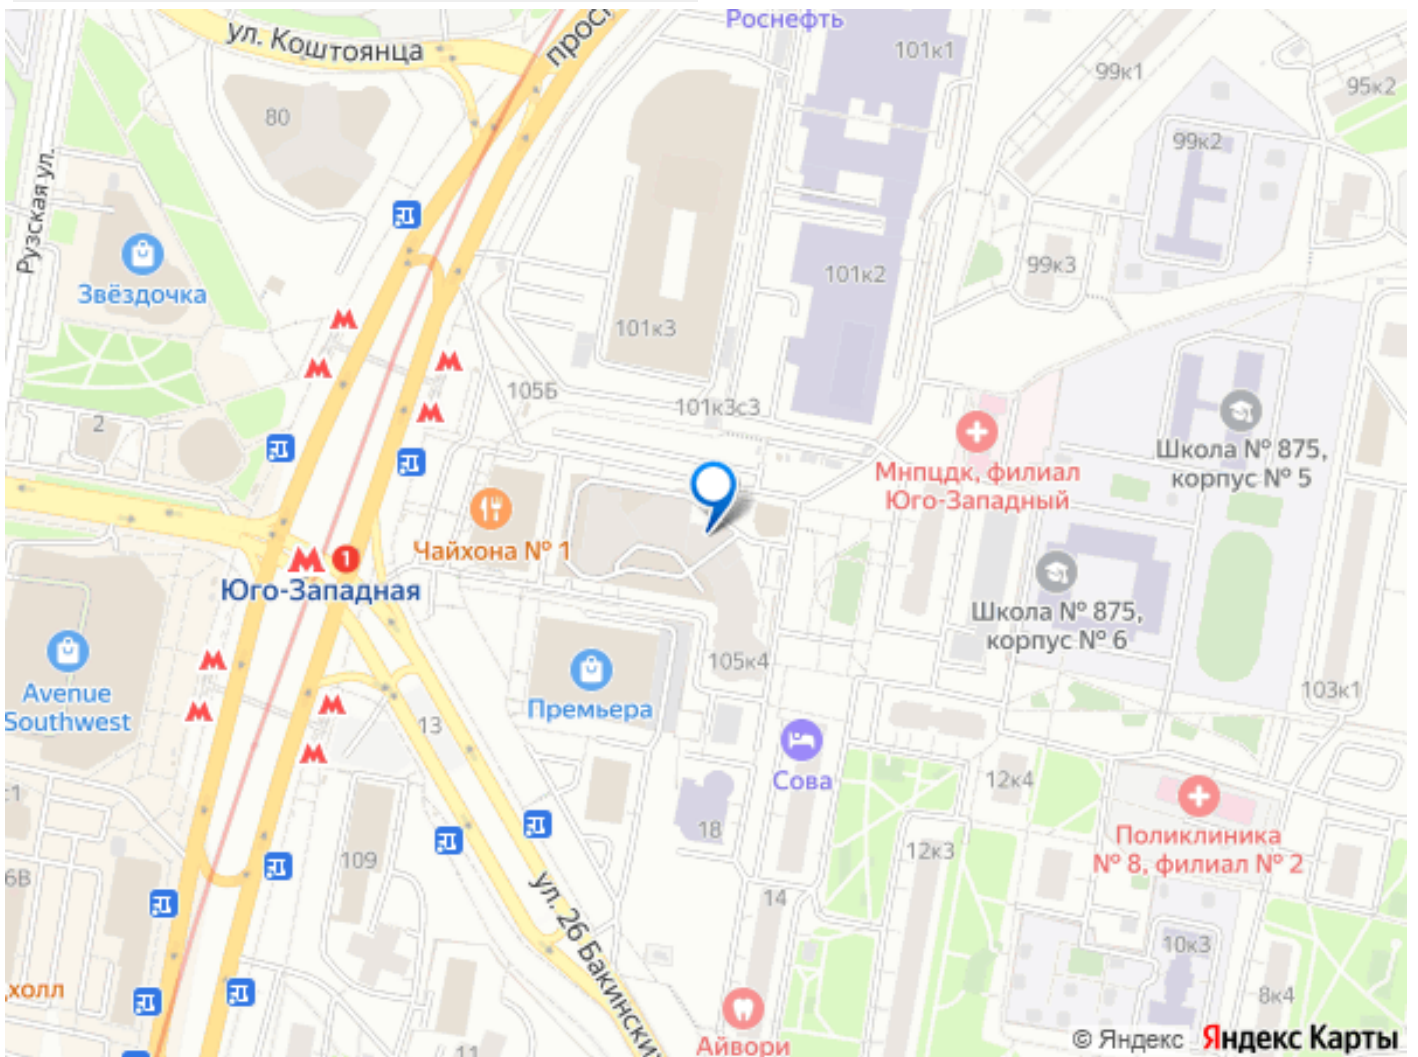 Роснефть
ул. Коштоянца
101к1
99к1
95к2
80
99к2
Рузская ул.
101к2
99к3
Звёздочка
101к3
105Б
101к3с3
2
Школа № 875,
корпус № 5
Мнпцдк, филиал
Юго-Западный
Чайхона № 1
1
Юго-Западная
Школа № 875,
корпус № 6
105к4
103к1
Avenue
Southwest
Премьера
13
Сова
12к4
18
Поликлиника
№ 8, филиал № 2
12к3
109
6В
ул. 26 Бакинских
14
10к3
холл
8к4
Айвори
11
© Яндекс Яндекс Карты